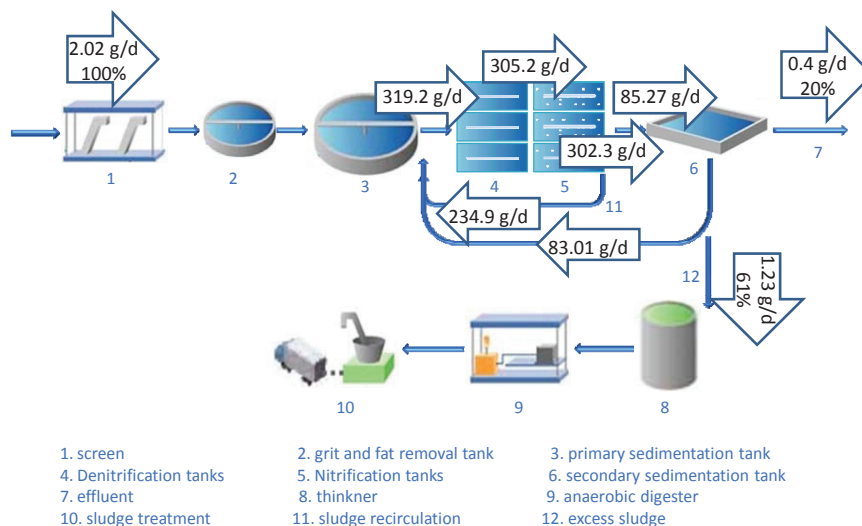 2.02 g/d
100%
305.2 g/d
0.4 g/d
20%
319.2 g/d
85.27 g/d
302.3 g/d
1
2
3
4
5
6
7
11
234.9 g/d
83.01 g/d
12
1.23 g/d
61%
10
9
8
1. screen
2. grit and fat removal tank
3. primary sedimentation tank
4. Denitrification tanks
5. Nitrification tanks
6. secondary sedimentation tank
7. effluent
8. thinkner
9. anaerobic digester
10. sludge treatment
11. sludge recirculation
12. excess sludge